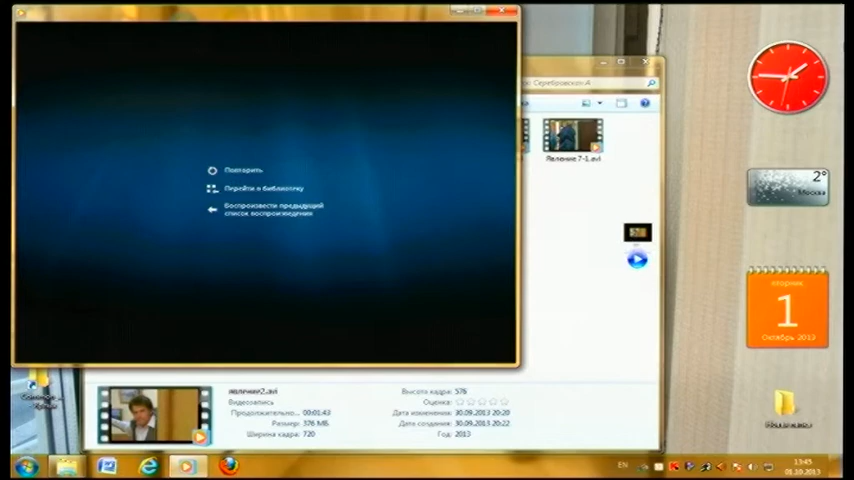 Повторить
Перейти в библиотеку
Воспроизвести предыдущий
список воспроизведения
Серебровской А
Явление 7-1.avi
2°
Москва
вторник
1
Октябрь 2013
явление2.avi
Видеозапись
Продолжительно... 00:01:43
Размер: 376 МБ
Ширина кадра: 720
Высота кадра: 576
Оценка:
Дата изменения: 30.09.2013 20:20
Дата создания: 30.09.2013 20:22
Год: 2013
EN
13:45
01.10.2013